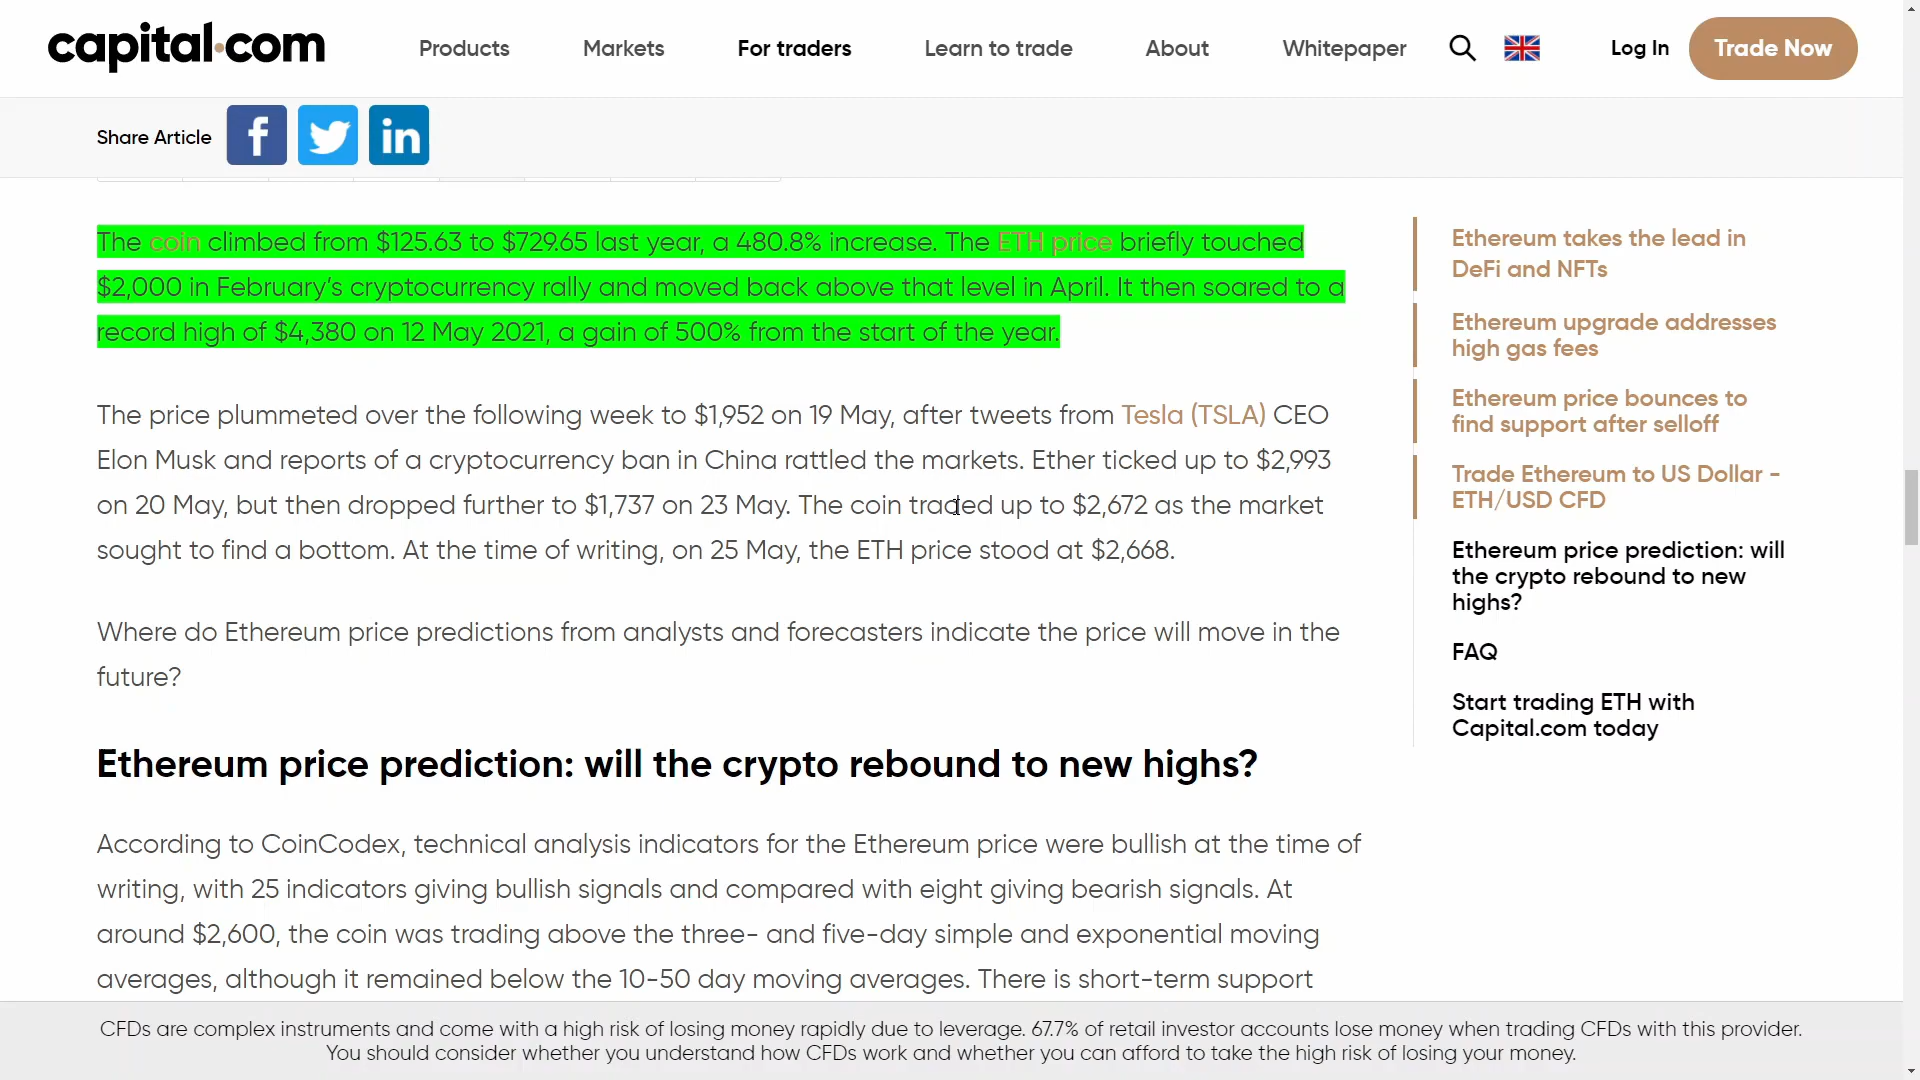 capital.com
Products
Markets
For traders
Learn to trade
About
Whitepaper
Log In
Trade Now
Share Article
The coin climbed from $125.63 to $729.65 last year, a 480.8% increase. The ETH price briefly touched
$2,000 in February's cryptocurrency rally and moved back above that level in April. It then soared to a
record high of $4,380 on 12 May 2021, a gain of 500% from the start of the year.
The price plummeted over the following week to $1,952 on 19 May, after tweets from Tesla (TSLA) CEO
Elon Musk and reports of a cryptocurrency ban in China rattled the markets. Ether ticked up to $2,993
on 20 May, but then dropped further to $1,737 on 23 May. The coin traded up to $2,672 as the market
sought to find a bottom. At the time of writing, on 25 May, the ETH price stood at $2,668.
Where do Ethereum price predictions from analysts and forecasters indicate the price will move in the
future?
Ethereum price prediction: will the crypto rebound to new highs?
According to CoinCodex, technical analysis indicators for the Ethereum price were bullish at the time of
writing, with 25 indicators giving bullish signals and compared with eight giving bearish signals. At
around $2,600, the coin was trading above the three- and five-day simple and exponential moving
averages, although it remained below the 10-50 day moving averages. There is short-term support
Ethereum takes the lead in
DeFi and NFTs
Ethereum upgrade addresses
high gas fees
Ethereum price bounces to
find support after selloff
Trade Ethereum to US Dollar -
ETH/USD CFD
Ethereum price prediction: will
the crypto rebound to new
highs?
FAQ
Start trading ETH with
Capital.com today
CFDs are complex instruments and come with a high risk of losing money rapidly due to leverage. 67.7% of retail investor accounts lose money when trading CFDs with this provider.
You should consider whether you understand how CFDs work and whether you can afford to take the high risk of losing your money.